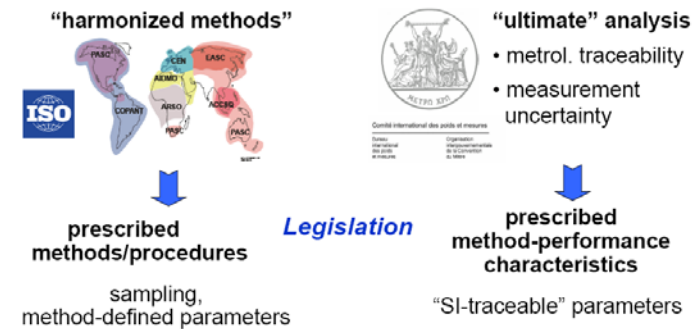 “harmonized methods”
PASC
CEN
EASC
AIDMO
COPANT
ARSO
ACCSQ
PASC
PASC
ISO
prescribed
methods/procedures
sampling,
method-defined parameters
Legislation
ΜΕΤΡΩ ΧΡΩ
Comité international des poids et mesures
Bureau
international
des poids
et mesures
Organisation
intergouvernementale
de la Convention
du Mètre
“ultimate” analysis
• metrol. traceability
• measurement
uncertainty
prescribed
method-performance
characteristics
“SI-traceable” parameters